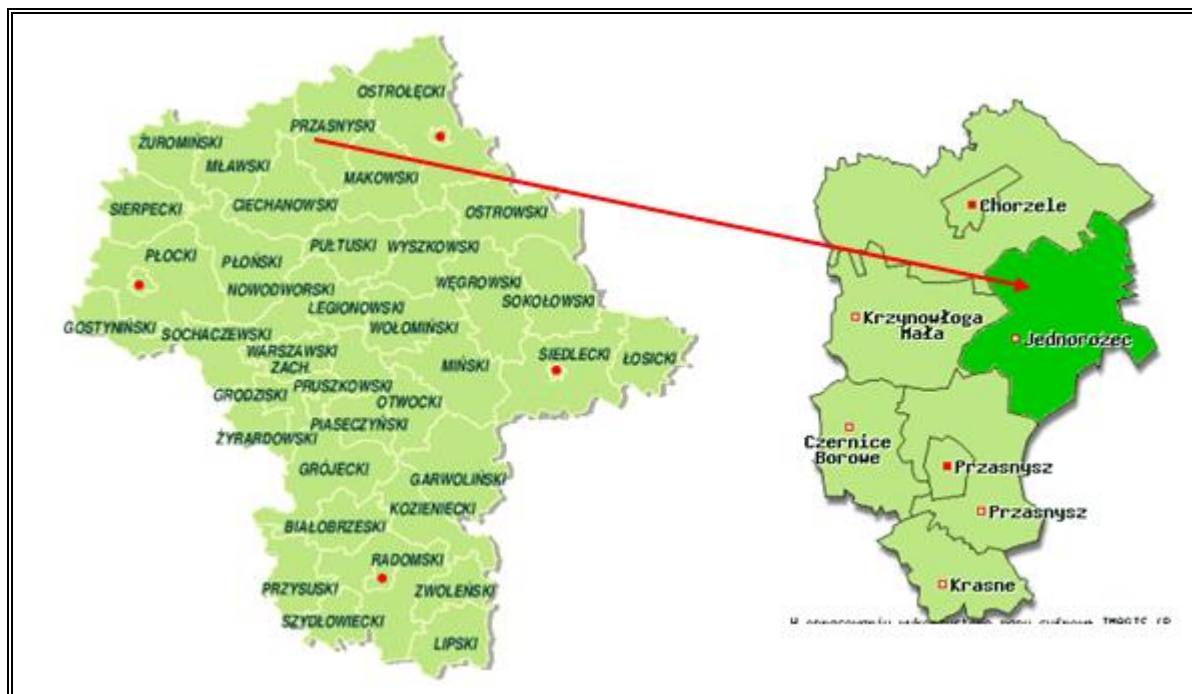 OSTROŁĘCKI
PRZASNYSKI
ŻUROMIŃSKI
MŁAWSKI
MAKOWSKI
SIERPECKI
CIECHANOWSKI
OSTROWSKI
PŁOCKI
PŁOŃSKI
PUŁTUSKI
WYSZKOWSKI
WĘGROWSKI
NOWODWORSKI
SOKOŁOWSKI
LEGIONOWSKI
GOSTYNIŃSKI
SOCHACZEWSKI
WOŁOMIŃSKI
WARSZAWSKI
ZACH.
MIŃSKI
SIEDLECKI
ŁOSICKI
GRODZISKI
PRUSZKOWSKI
OTWOCKI
PIASECZYŃSKI
ŻYRARDOWSKI
GRÓJECKI
GARWOLIŃSKI
KOZIENIECKI
BIAŁOBRZESKI
RADOMSKI
PRZYSUSKI
ZWOLEŃSKI
SZYDŁOWIECKI
LIPSKI
Chorzele
Krzynowłoga
Mała
Jednorożec
Czernice
Borowe
Przasnysz
Przasnysz
Krasne